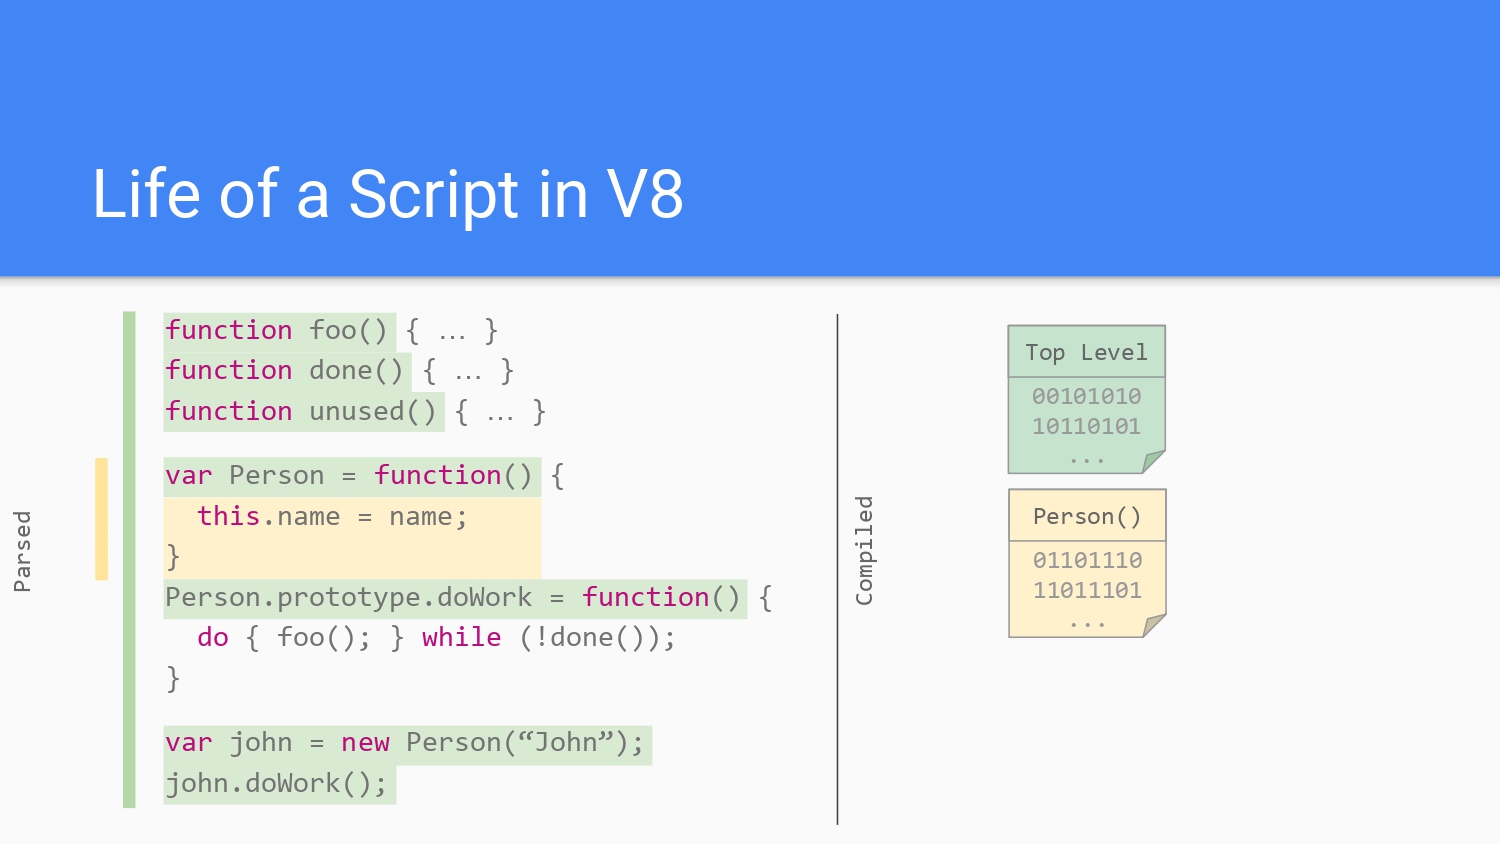 Life of a Script in V8
function foo() { … }
function done() { … }
function unused() { … }
var Person = function() {
  this.name = name;
}
Person.prototype.doWork = function() {
  do { foo(); } while (!done());
}
var john = new Person(“John”);
john.doWork();
Parsed
Compiled
Top Level
00101010
10110101
...
Person()
01101110
11011101
...